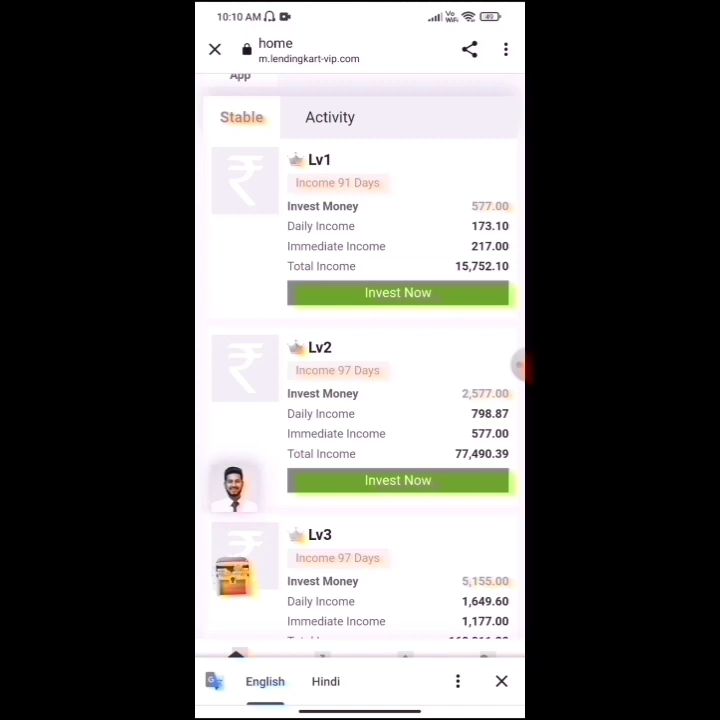 10:10 AM
Vo
WiFi
49
home
m.lendingkart-vip.com
App
Stable Activity
Lv1
Income 91 Days
Invest Money 577.00
Daily Income 173.10
Immediate Income 217.00
Total Income 15,752.10
Invest Now
Lv2
Income 97 Days
Invest Money 2,577.00
Daily Income 798.87
Immediate Income 577.00
Total Income 77,490.39
Invest Now
Lv3
Income 97 Days
Invest Money 5,155.00
Daily Income 1,649.60
Immediate Income 1,177.00
English Hindi